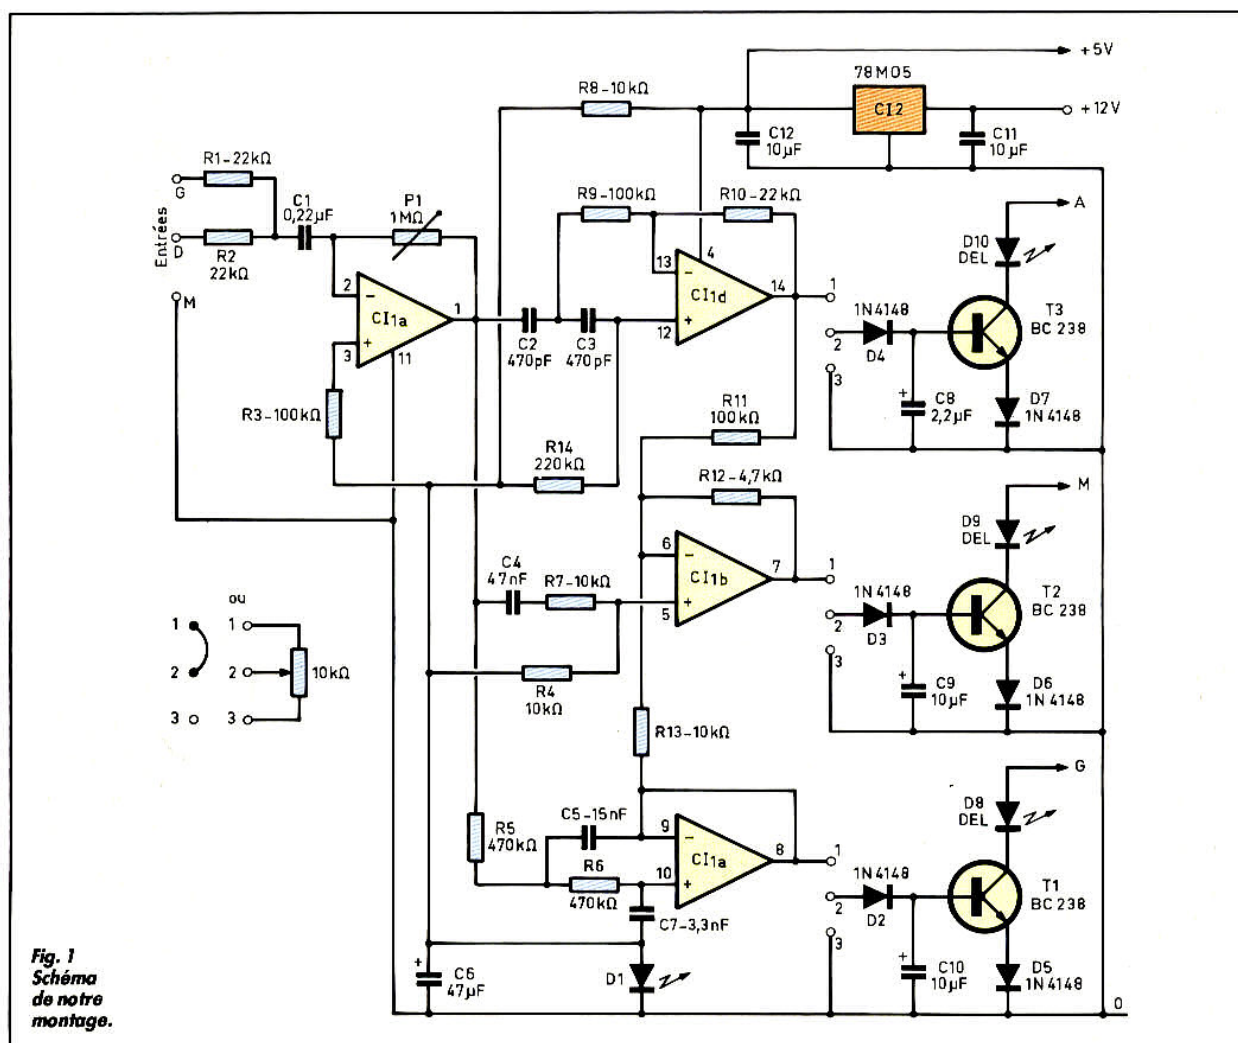 +5V
78M05
CI2
+12V
R8-10kΩ
C12
10µF
C11
10µF
R1-22kΩ
G
Entrées
D
R2
22kΩ
M
C1
0,22µF
P1
1MΩ
R9-100kΩ
R10-22kΩ
2
CI1a
1
3
11
4
13
CI1d
14
12
C2
470pF
C3
470pF
1
2
3
1N4148
D4
A
D10
DEL
T3
BC 238
C8
2,2µF
D7
1N 4148
R3-100kΩ
R11
100kΩ
R14
220kΩ
R12-4,7kΩ
M
D9
DEL
6
CI1b
7
5
C4
47nF
R7-10kΩ
1
2
3
1N4148
D3
T2
BC 238
C9
10µF
D6
1N 4148
R4
10kΩ
ou
1
2
3
1
2
3
10kΩ
R13-10kΩ
G
D8
DEL
R5
470kΩ
C5-15nF
R6
470kΩ
9
CI1a
8
10
C7-3,3nF
1
2
3
1N4148
D2
T1
BC 238
C10
10µF
D5
1N 4148
C6
47µF
D1
0
Fig. 1
Schéma
de notre
montage.